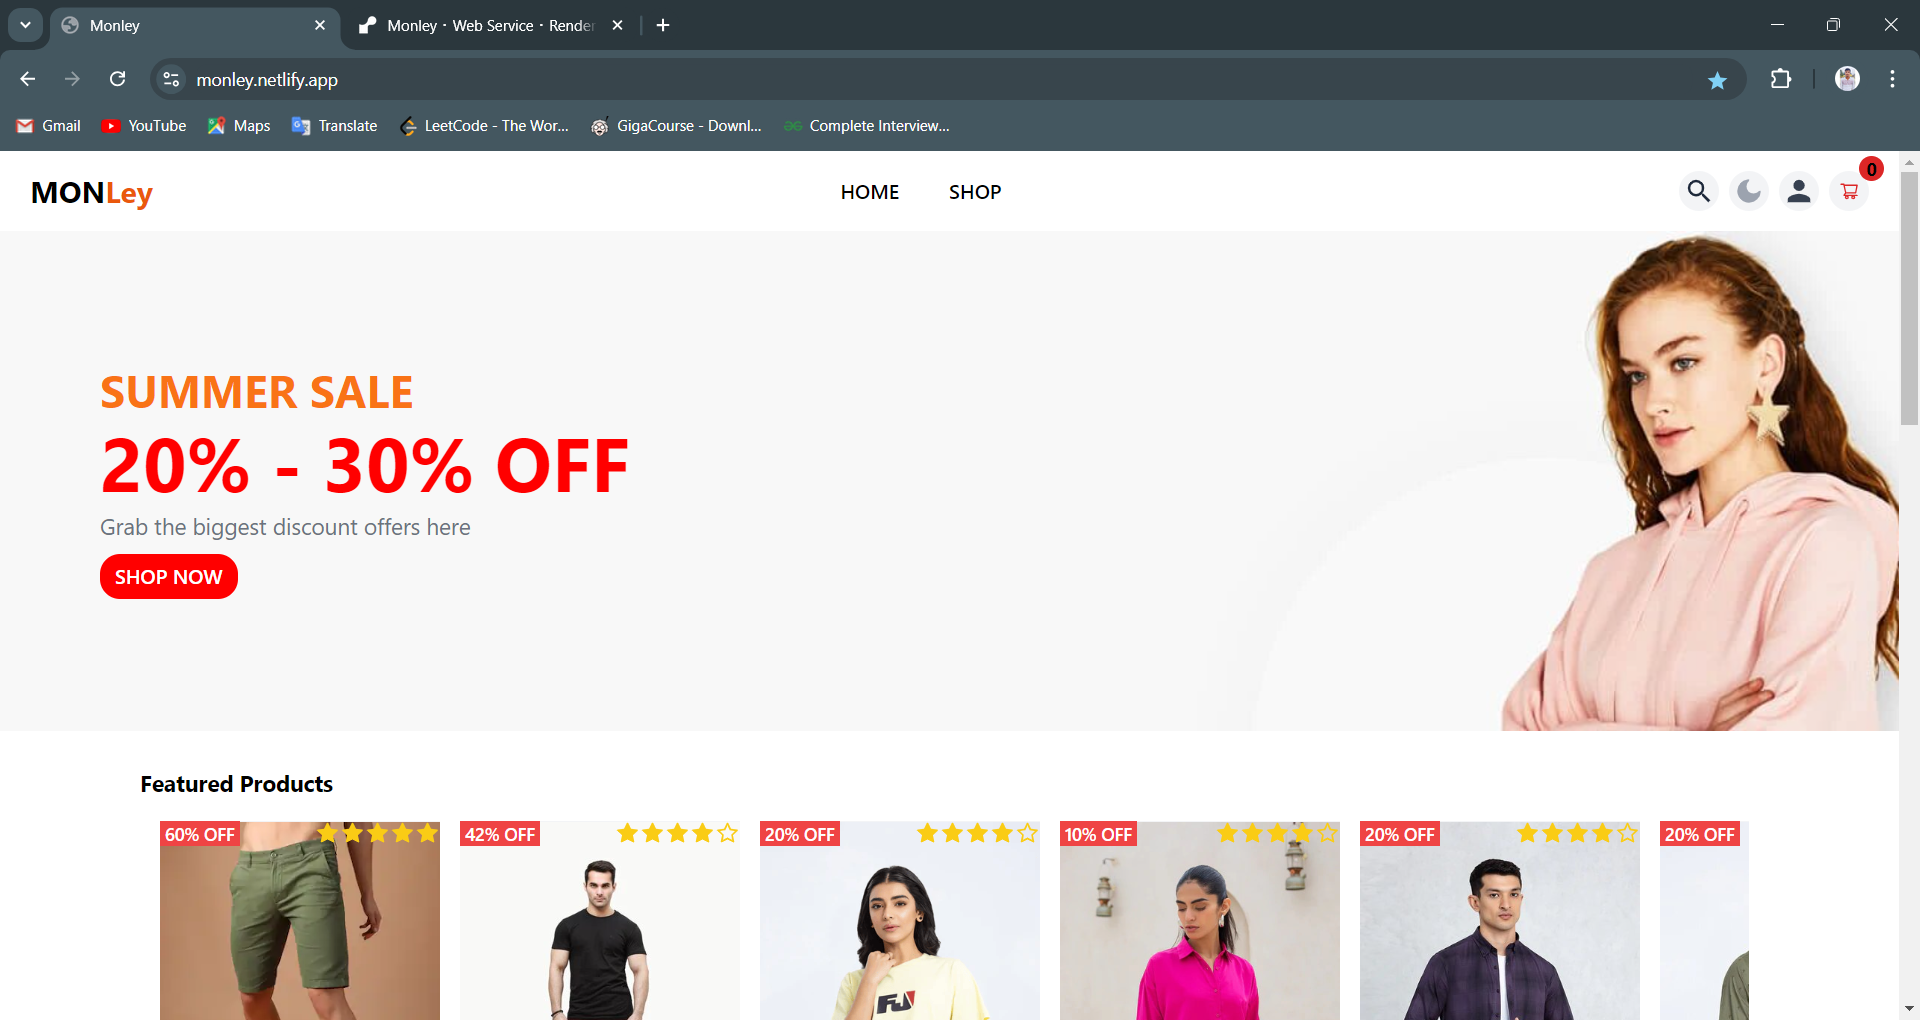 Monley
Monley · Web Service · Render
monley.netlify.app
Gmail
YouTube
Maps
Translate
LeetCode - The Wor...
GigaCourse - Downl...
Complete Interview...
MONLey
HOME
SHOP
0
SUMMER SALE
20% - 30% OFF
Grab the biggest discount offers here
SHOP NOW
Featured Products
60% OFF
42% OFF
20% OFF
10% OFF
20% OFF
20% OFF